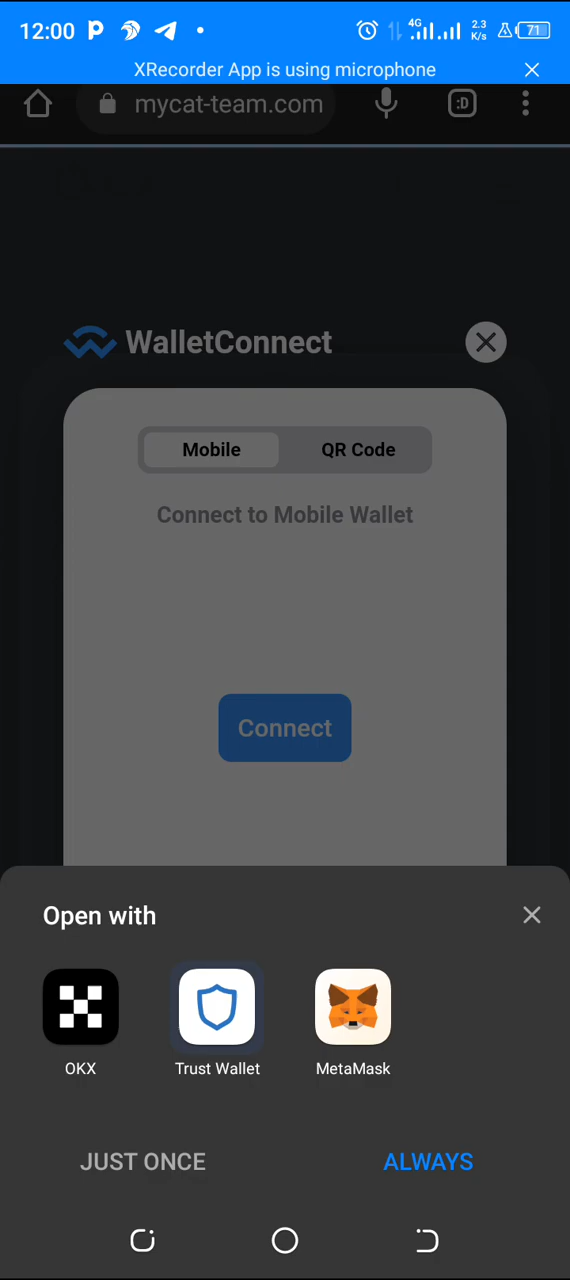 12:00
4G
2.3
K/s
71
XRecorder App is using microphone
mycat-team.com
:D
WalletConnect
Mobile QR Code
Connect to Mobile Wallet
Connect
Open with
OKX Trust Wallet MetaMask
JUST ONCE ALWAYS